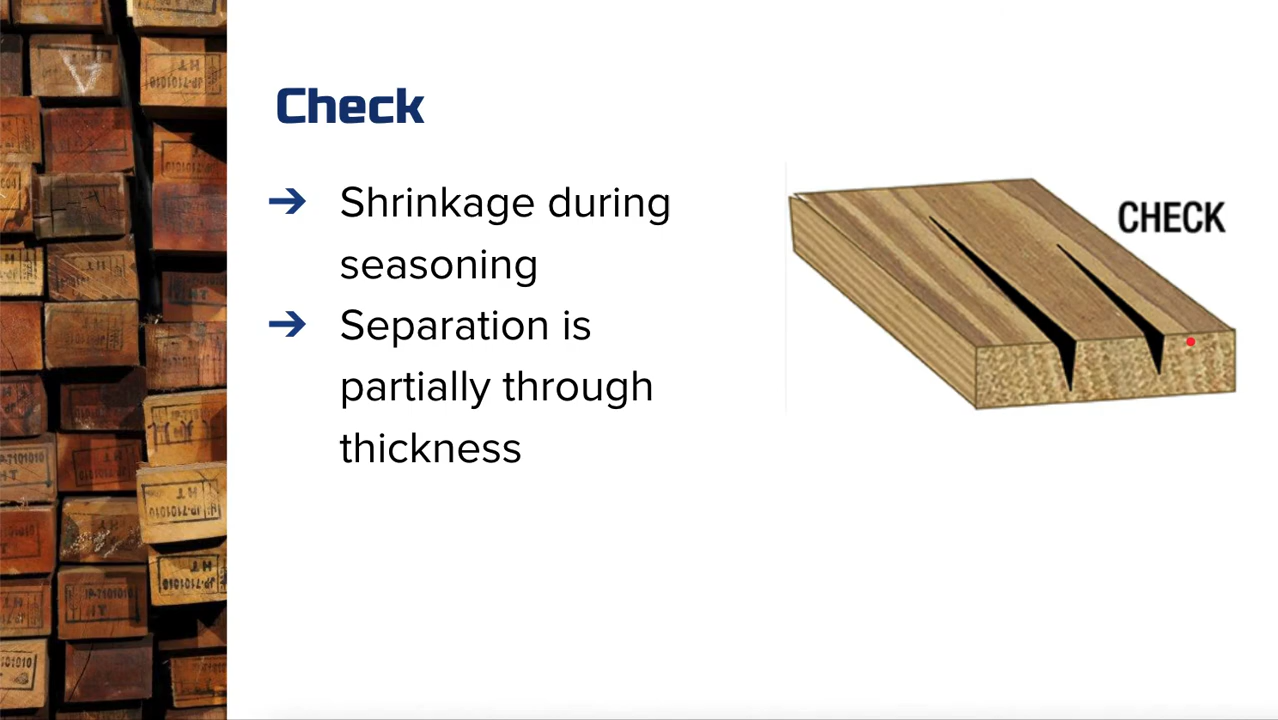 Check
➔ Shrinkage during
seasoning
➔ Separation is
partially through
thickness
CHECK